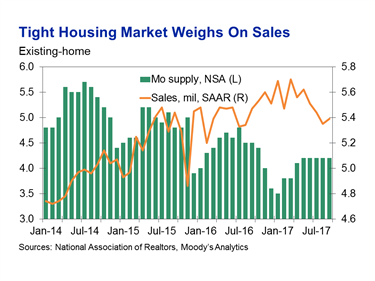 Tight Housing Market Weighs On Sales
Existing-home
6.0 5.8
Mo supply, NSA (L)
5.5 5.6
Sales, mil, SAAR (R)
5.0 5.4
4.5 5.2
4.0 5.0
3.5 4.8
3.0 4.6
Jan-14 Jul-14 Jan-15 Jul-15 Jan-16 Jul-16 Jan-17 Jul-17
Sources: National Association of Realtors, Moody's Analytics